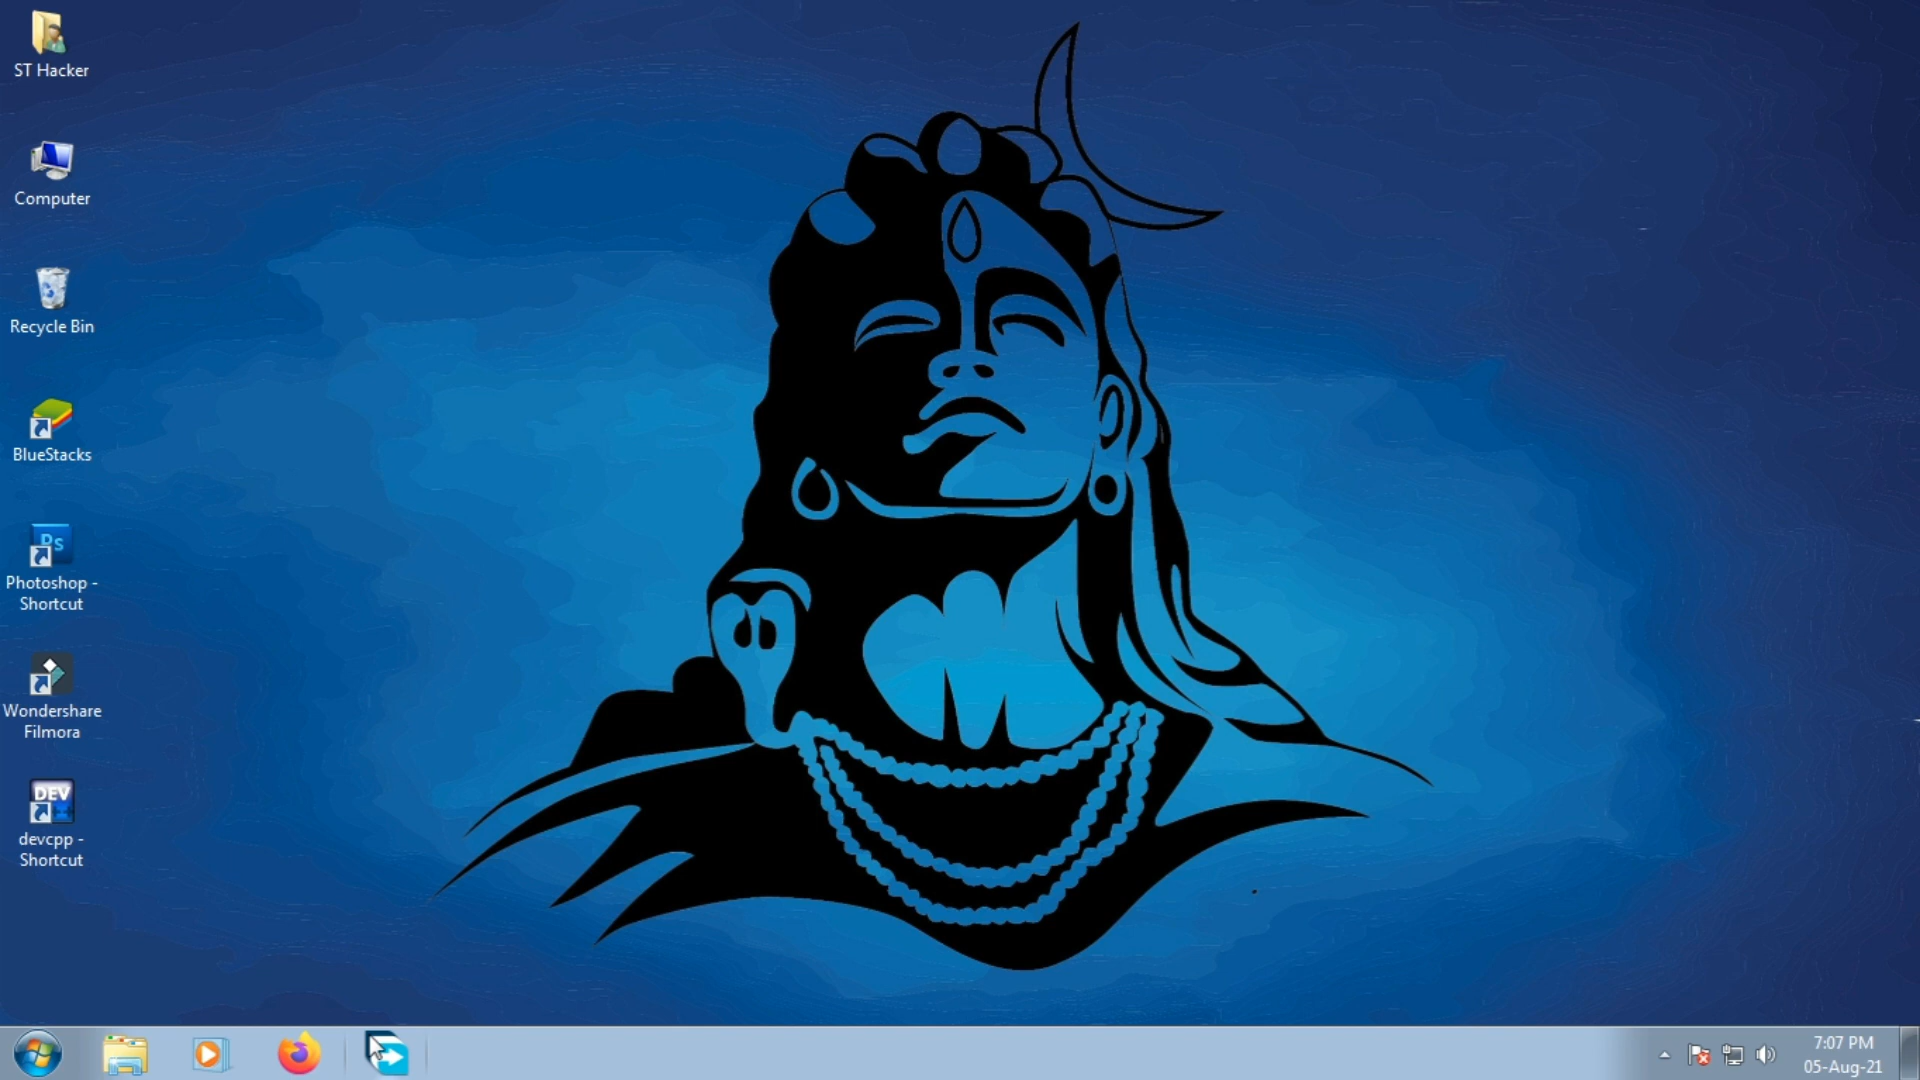 ST Hacker
Computer
Recycle Bin
BlueStacks
Ps
Photoshop -
Shortcut
Wondershare
Filmora
DEV
devcpp -
Shortcut
7:07 PM
05-Aug-21